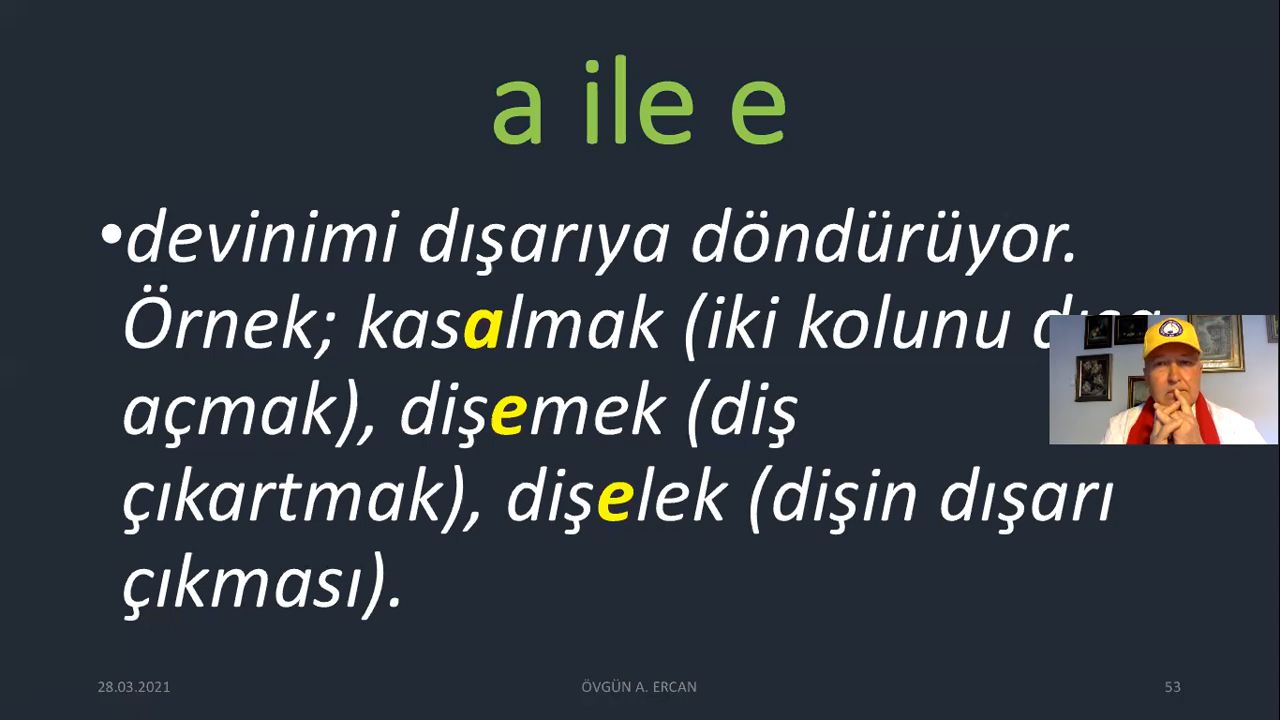 a ile e
•devinimi dışarıya döndürüyor.
Örnek; kasalmak (iki kolunu
açmak), dişemek (diş
çıkartmak), dişelek (dişin dışarı
çıkması).
28.03.2021 ÖVGÜN A. ERCAN 53